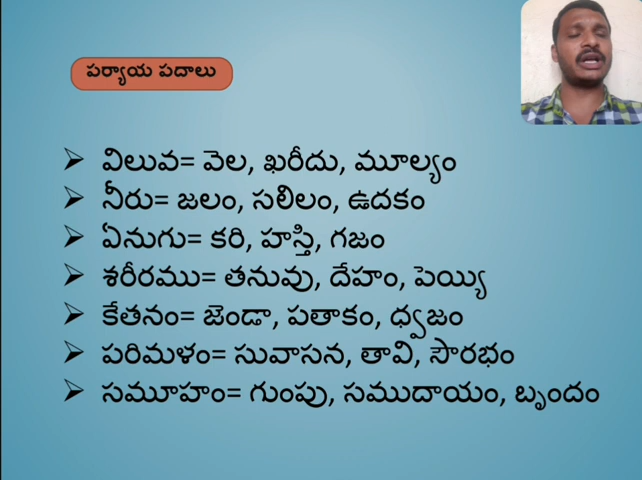 పర్యాయ పదాలు
➢ విలువ= వెల, ఖరీదు, మూల్యం
➢ నీరు= జలం, సలిలం, ఉదకం
➢ ఏనుగు= కరి, హస్తి, గజం
➢ శరీరము= తనువు, దేహం, పెయ్యి
➢ కేతనం= జెండా, పతాకం, ధ్వజం
➢ పరిమళం= సువాసన, తావి, సౌరభం
➢ సమూహం= గుంపు, సముదాయం, బృందం